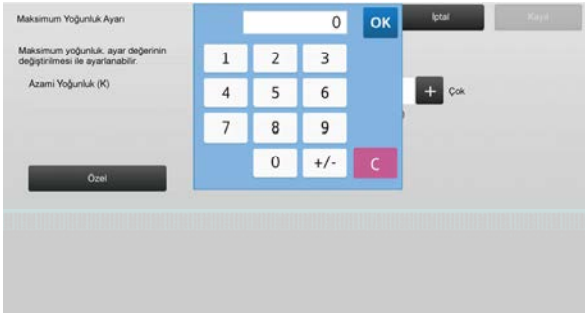 Maksimum Yoğunluk Ayarı
0
OK
İptal
Kayıt
Maksimum yoğunluk. ayar değerinin
değiştirilmesi ile ayarlanabilir.
1 2 3
Azami Yoğunluk (K)
4 5 6
+ Çok
7 8 9
0 +/- C
Özel